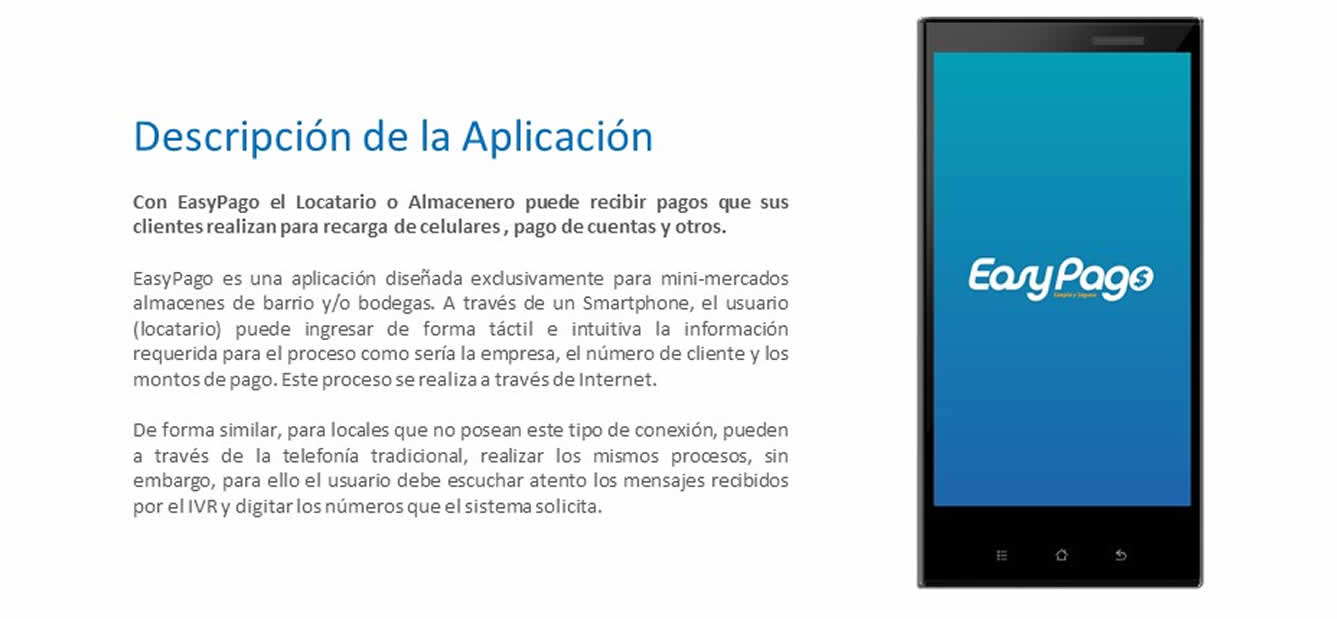 Descripción de la Aplicación
Con EasyPago el Locatario o Almacenero puede recibir pagos que sus
clientes realizan para recarga de celulares , pago de cuentas y otros.
EasyPago es una aplicación diseñada exclusivamente para mini-mercados
almacenes de barrio y/o bodegas. A través de un Smartphone, el usuario
(locatario) puede ingresar de forma táctil e intuitiva la información
requerida para el proceso como sería la empresa, el número de cliente y los
montos de pago. Este proceso se realiza a través de Internet.
De forma similar, para locales que no posean este tipo de conexión, pueden
a través de la telefonía tradicional, realizar los mismos procesos, sin
embargo, para ello el usuario debe escuchar atento los mensajes recibidos
por el IVR y digitar los números que el sistema solicita.
EasyPago
$
Simple y Seguro